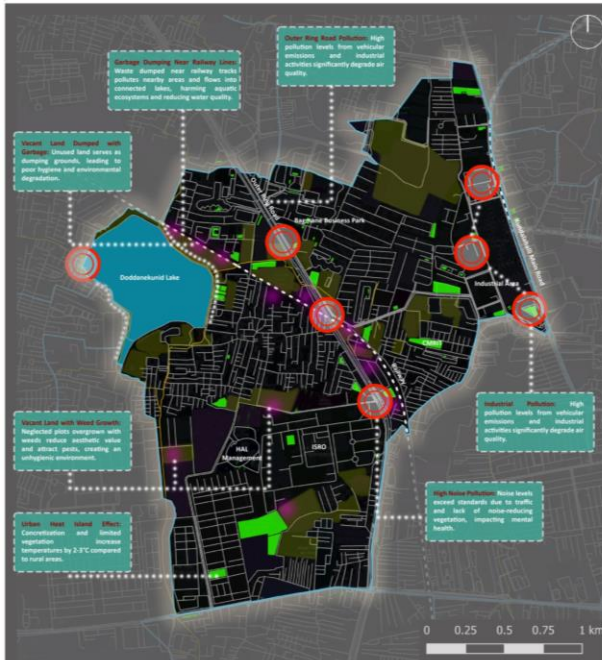 Outer Ring Road Pollution: High
pollution levels from vehicular
emissions and industrial
activities significantly degrade air
quality.
Garbage Dumping Near Railway Lines:
Waste dumped near railway tracks
pollutes nearby areas and flows into
connected lakes, harming aquatic
ecosystems and reducing water quality.
Vacant Land Dumped with
Garbage: Unused land serves as
dumping grounds, leading to
poor hygiene and environmental
degradation.
Bagmane Business Park
Doddanekunid Lake
Industrial Area
CMRIT
Industrial Pollution: High
pollution levels from vehicular
emissions and industrial
activities significantly degrade air
quality.
Vacant Land with Weed Growth:
Neglected plots overgrown with
weeds reduce aesthetic value
and attract pests, creating an
unhygienic environment.
HAL
Management
ISRO
High Noise Pollution: Noise levels
exceed standards due to traffic
and lack of noise-reducing
vegetation, impacting mental
health.
Urban Heat Island Effect:
Concretization and limited
vegetation increase
temperatures by 2-3°C compared
to rural areas.
0 0.25 0.5 0.75 1 km